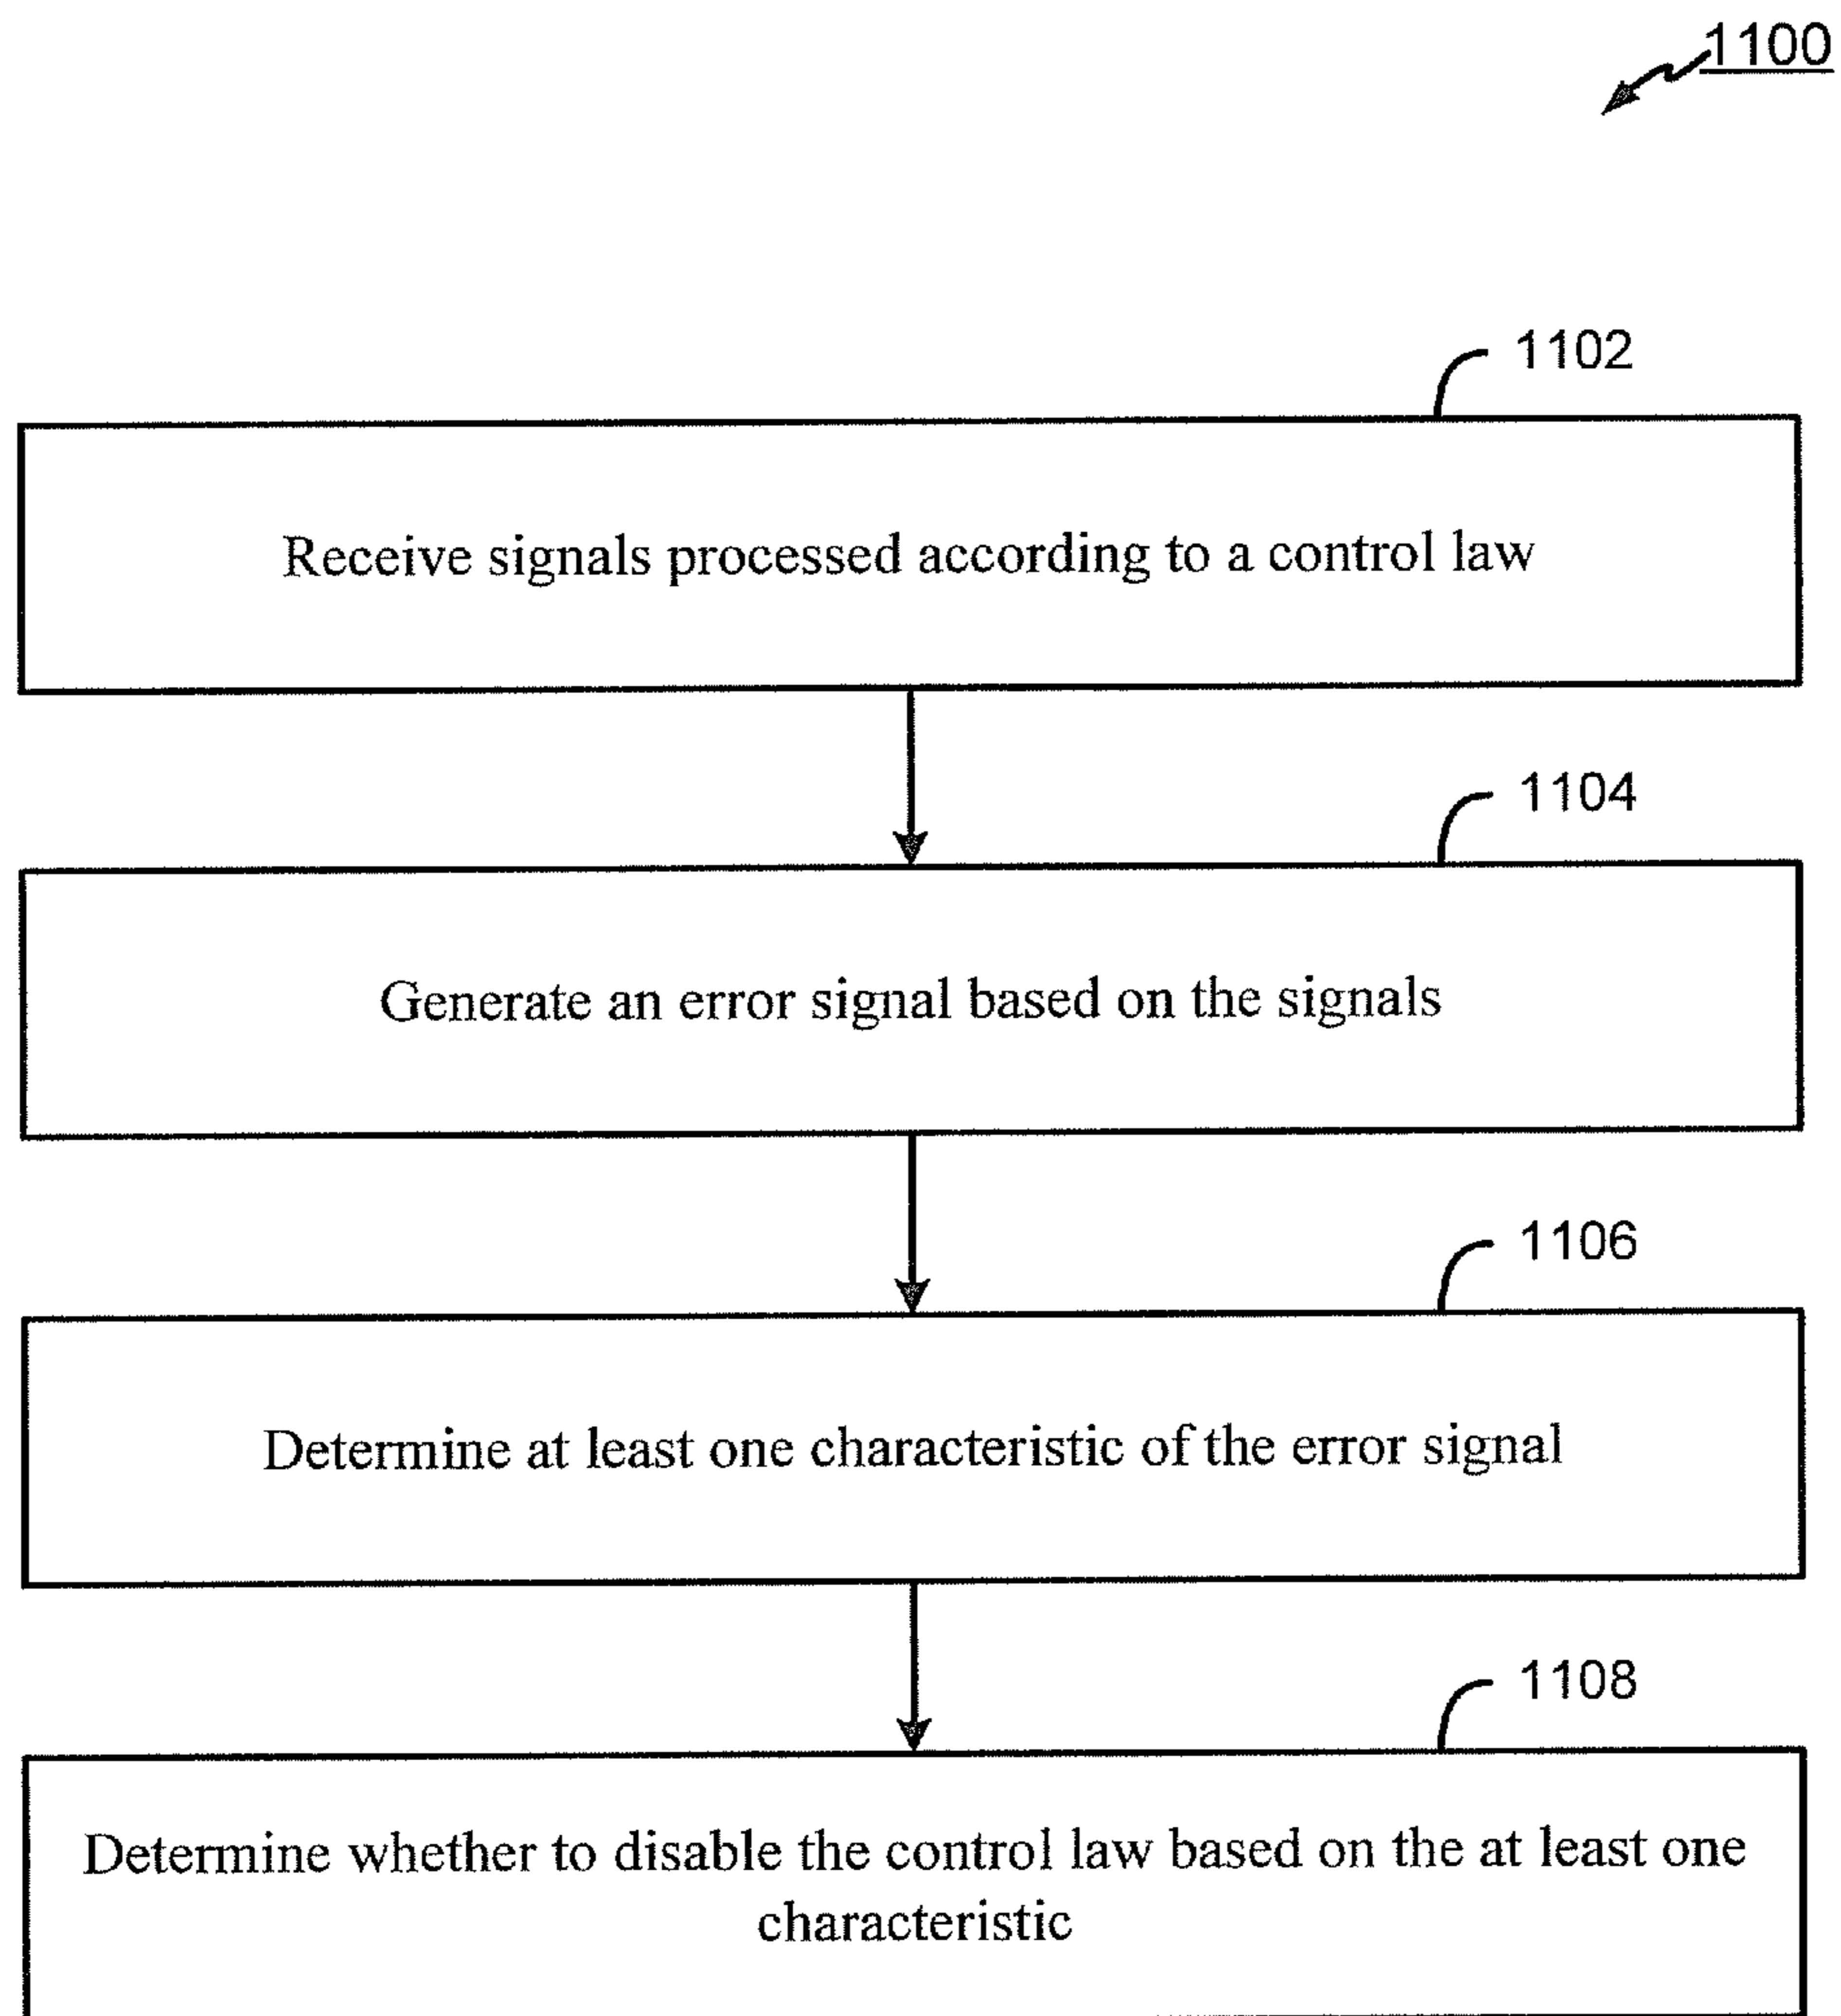 1100
1102
Receive signals processed according to a control law
1104
Generate an error signal based on the signals
1106
Determine at least one characteristic of the error signal
1108
Determine whether to disable the control law based on the at least one
characteristic